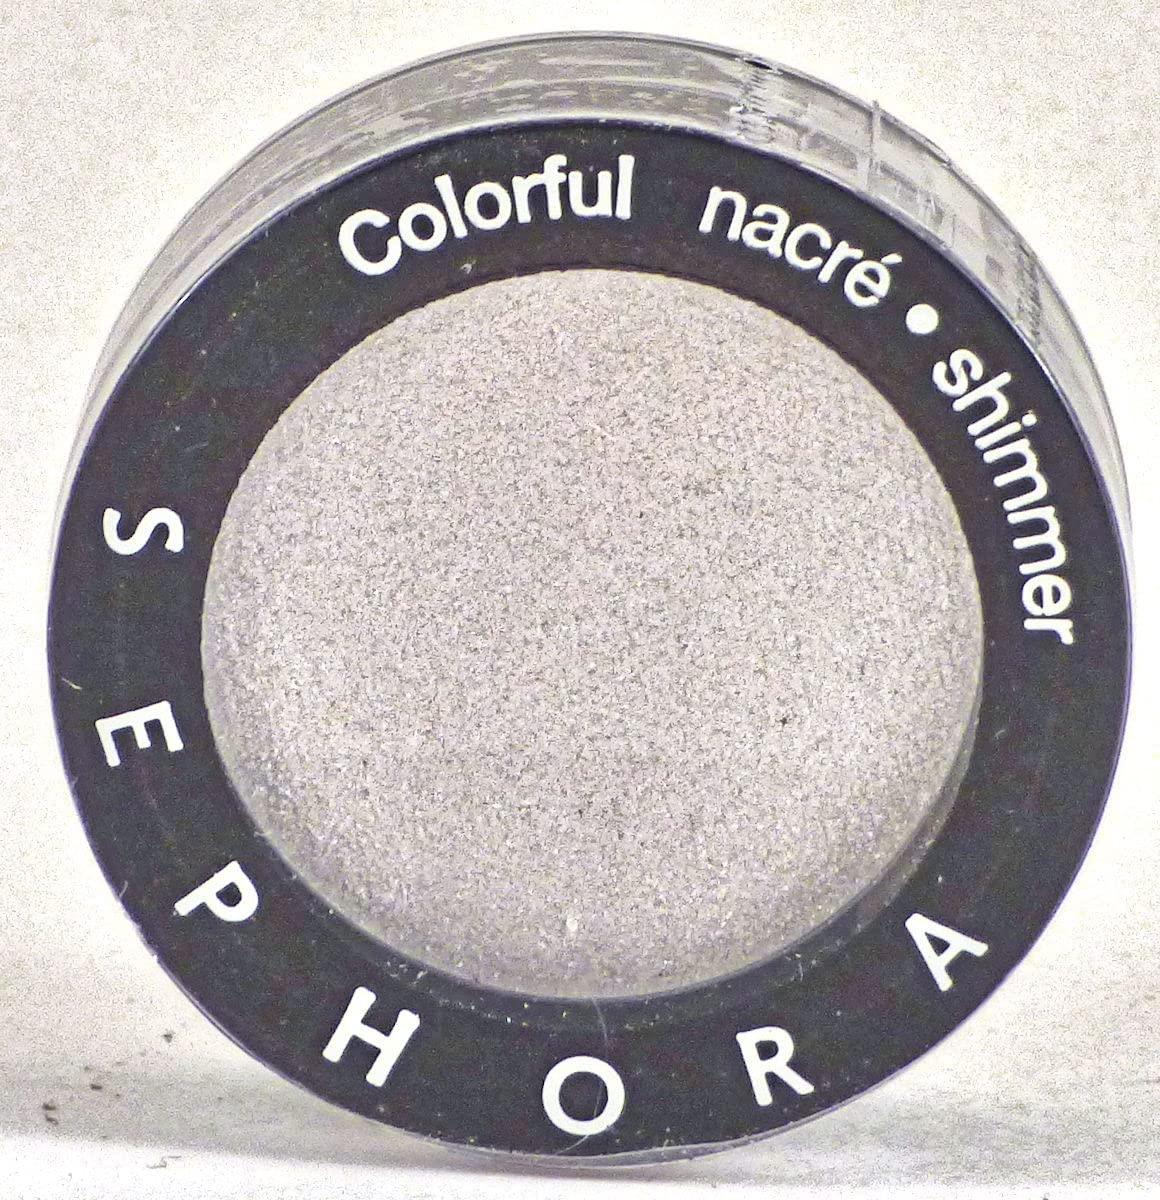 Colorful nacré • shimmer
SEPHORA